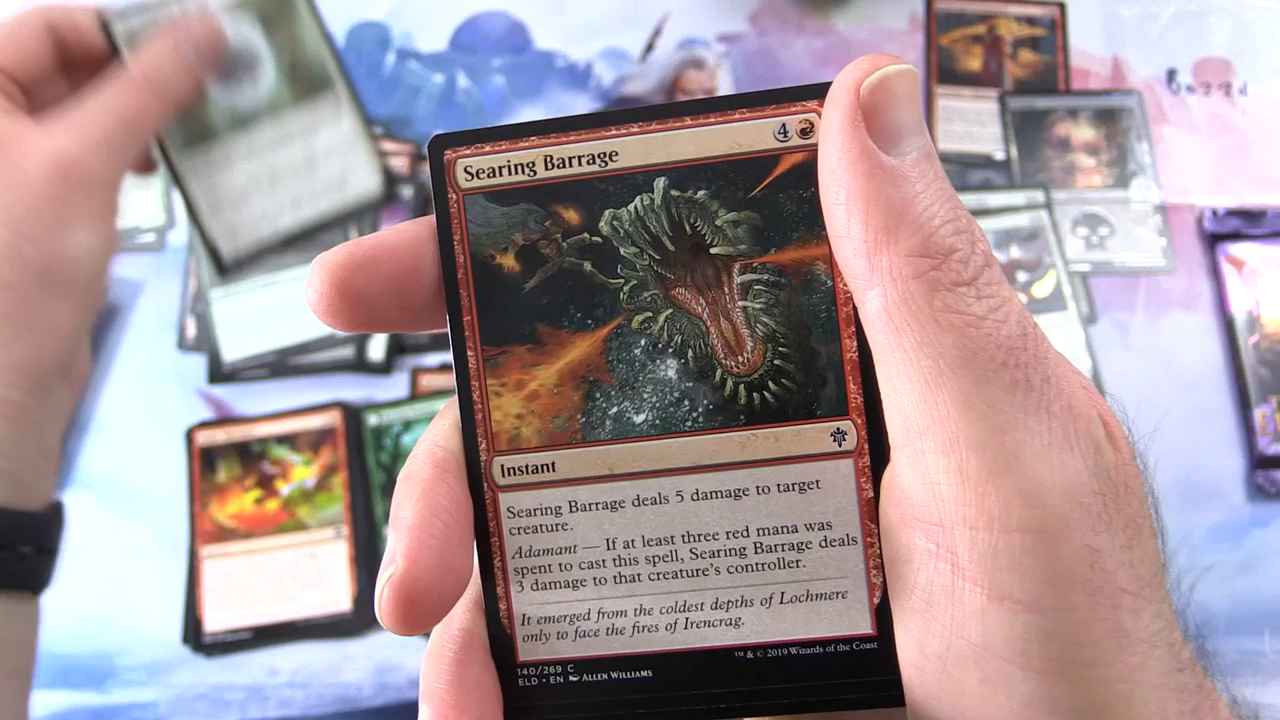 Searing Barrage
4
Instant
Searing Barrage deals 5 damage to target
creature.
Adamant — If at least three red mana was
spent to cast this spell, Searing Barrage deals
3 damage to that creature's controller.
It emerged from the coldest depths of Lochmere
only to face the fires of Irencrag.
140/269 C
ELD • EN Allen Williams
™ & © 2019 Wizards of the Coast